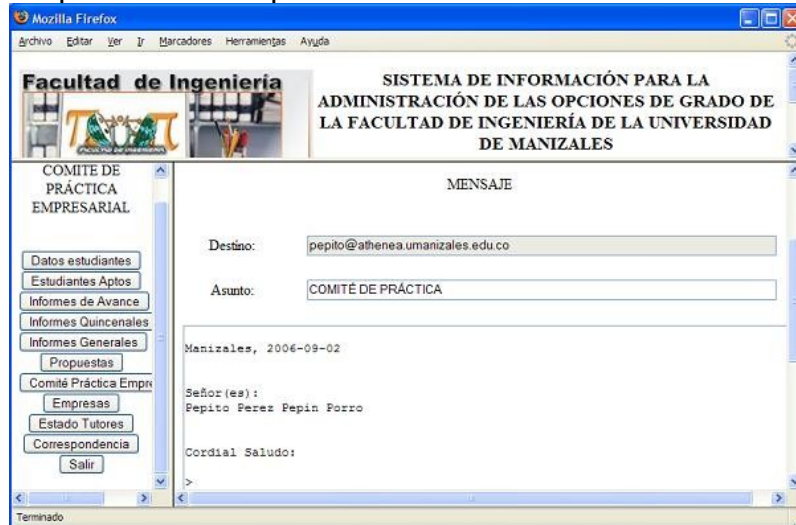 Mozilla Firefox
Archivo Editar Ver Ir Marcadores Herramientas Ayuda
Facultad de Ingeniería
SISTEMA DE INFORMACIÓN PARA LA
ADMINISTRACIÓN DE LAS OPCIONES DE GRADO DE
LA FACULTAD DE INGENIERÍA DE LA UNIVERSIDAD
DE MANIZALES
COMITE DE
PRÁCTICA
EMPRESARIAL
Datos estudiantes
Estudiantes Aptos
Informes de Avance
Informes Quincenales
Informes Generales
Propuestas
Comité Práctica Empre
Empresas
Estado Tutores
Correspondencia
Salir
MENSAJE
Destino: pepito@athenea.umanizales.edu.co
Asunto: COMITÉ DE PRÁCTICA
Manizales, 2006-09-02
Señor(es):
Pepito Perez Pepin Porro
Cordial Saludo:
>
Terminado